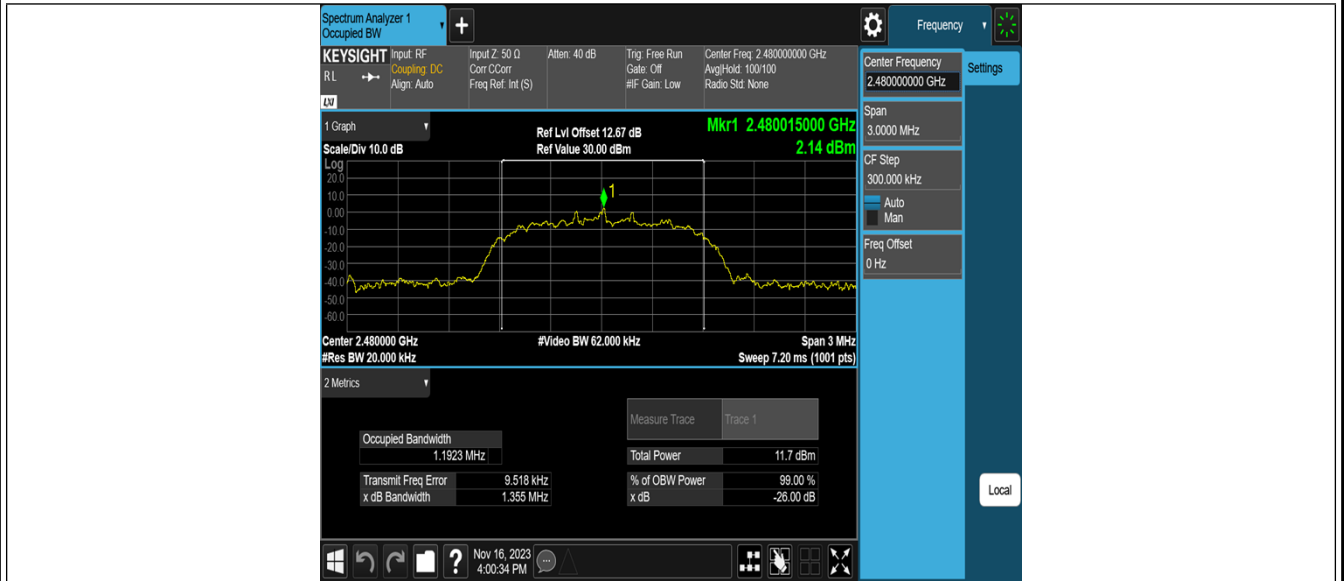 Spectrum Analyzer 1
Occupied BW
+
Frequency
KEYSIGHT
RL
LXI
Input: RF
Coupling: DC
Align: Auto
Input Z: 50 Ω
Corr CCorr
Freq Ref: Int (S)
Atten: 40 dB
Trig: Free Run
Gate: Off
#IF Gain: Low
Center Freq: 2.480000000 GHz
Avg|Hold: 100/100
Radio Std: None
Center Frequency
2.480000000 GHz
Settings
Span
3.0000 MHz
CF Step
300.000 kHz
Auto
Man
Freq Offset
0 Hz
1 Graph
Scale/Div 10.0 dB
Ref Lvl Offset 12.67 dB
Ref Value 30.00 dBm
Mkr1 2.480015000 GHz
2.14 dBm
Log
20.0
10.0
0.00
-10.0
-20.0
-30.0
-40.0
-50.0
-60.0
1
Center 2.480000 GHz
#Res BW 20.000 kHz
#Video BW 62.000 kHz
Span 3 MHz
Sweep 7.20 ms (1001 pts)
2 Metrics
Measure Trace
Trace 1
Occupied Bandwidth
1.1923 MHz
Total Power
11.7 dBm
Transmit Freq Error
9.518 kHz
% of OBW Power
99.00 %
x dB Bandwidth
1.355 MHz
x dB
-26.00 dB
Local
?
Nov 16, 2023
4:00:34 PM